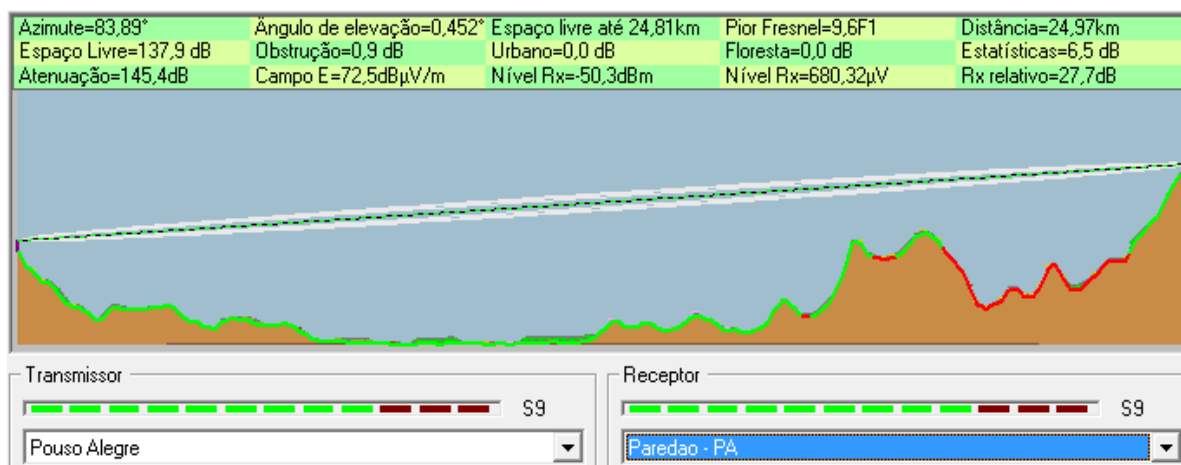 Azimute=83,89° Ângulo de elevação=0,452° Espaço livre até 24,81km Pior Fresnel=9,6F1 Distância=24,97km
Espaço Livre=137,9 dB Obstrução=0,9 dB Urbano=0,0 dB Floresta=0,0 dB Estatísticas=6,5 dB
Atenuação=145,4dB Campo E=72,5dBµV/m Nível Rx=-50,3dBm Nível Rx=680,32µV Rx relativo=27,7dB
Transmissor
S9
Pouso Alegre
Receptor
S9
Paredao - PA